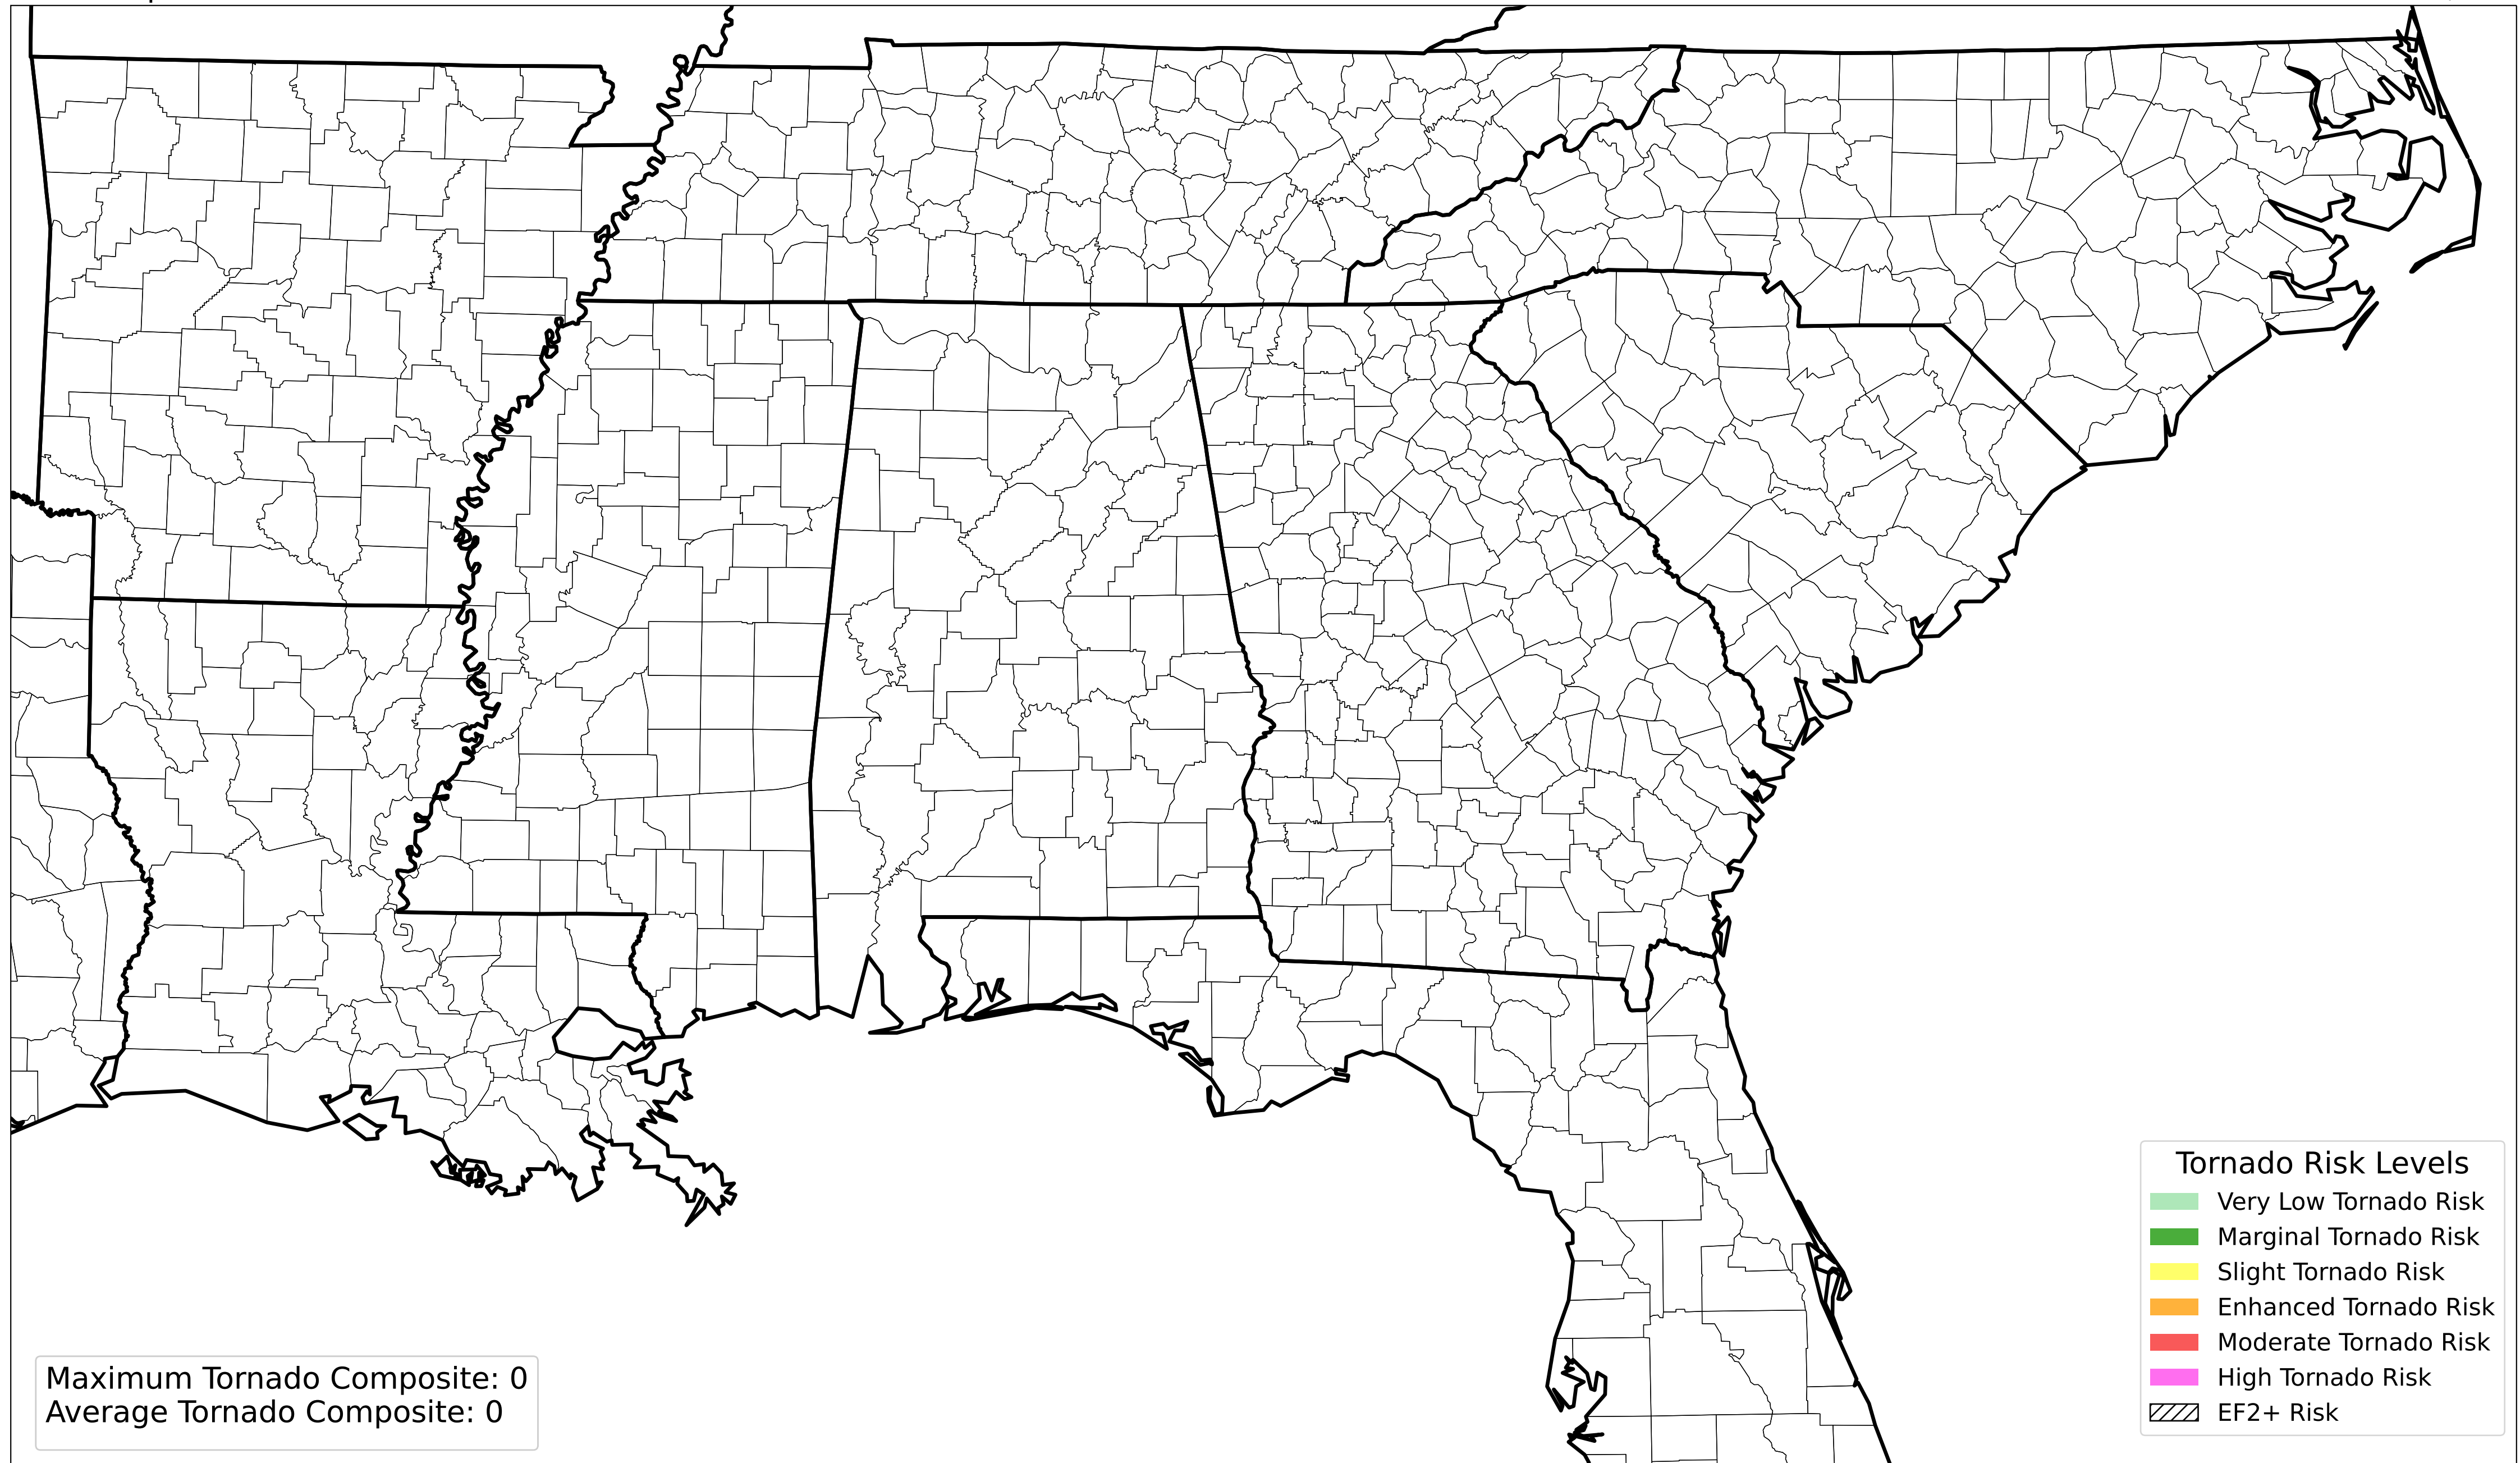 Maximum Tornado Composite: 0
Average Tornado Composite: 0
Tornado Risk Levels
Very Low Tornado Risk
Marginal Tornado Risk
Slight Tornado Risk
Enhanced Tornado Risk
Moderate Tornado Risk
High Tornado Risk
EF2+ Risk